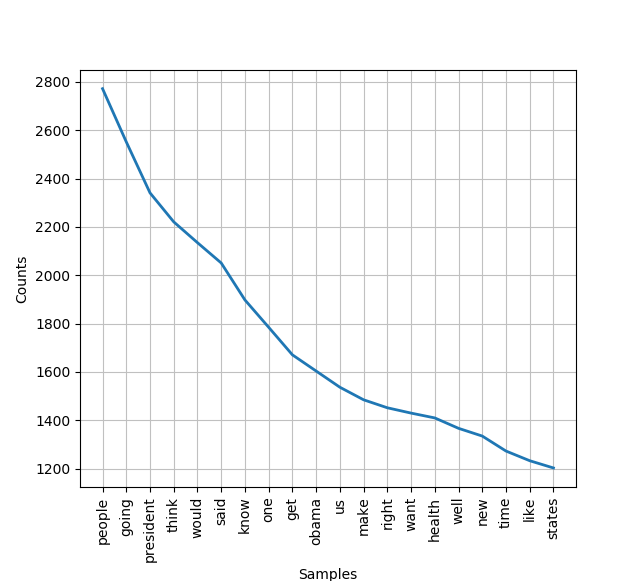 2800
2600
2400
2200
2000
1800
1600
1400
1200
Counts
people
going
president
think
would
said
know
one
get
obama
us
make
right
want
health
well
new
time
like
states
Samples